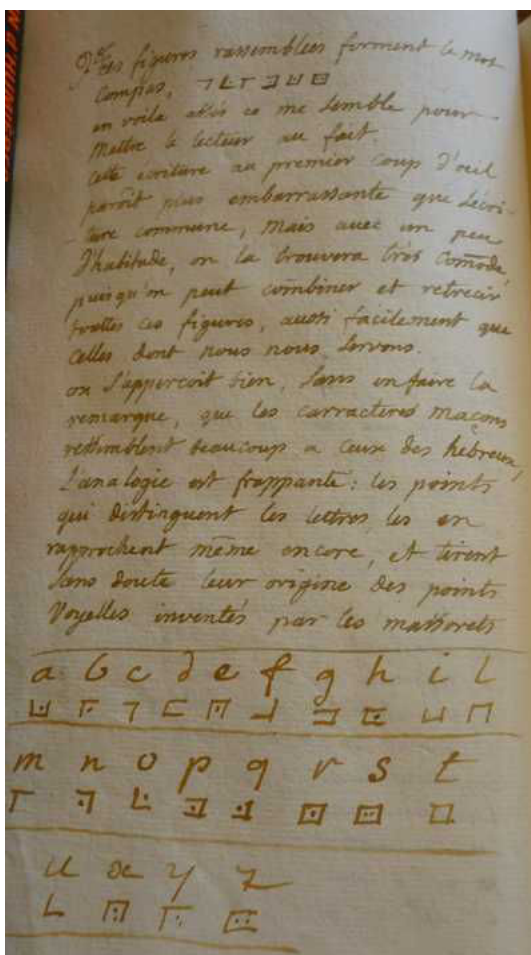 Ces figures rassemblées forment le mot
Compas,
en voila assés ce me semble pour
mettre le lecteur au fait.
Cette ecriture au premier coup d'oeil
paroît plus embarrassante que l'écri-
ture commune, mais avec un peu
d'habitude, on la trouvera très comode,
puisqu'on peut combiner et retrecir
touttes ces figures, aussi facilement que
celles dont nous nous servons.
on s'apperçoit bien, sans en faire la
remarque, que les carracteres maçons
ressemblent beaucoup a ceux des hebreux,
L'analogie est frappante: les points
qui distinguent les lettres les en
rapprochent même encore, et tirent
sans doute leur origine des points
Voyelles inventés par les massorets
a b c d e f g h i l
m n o p q r s t
u x y z